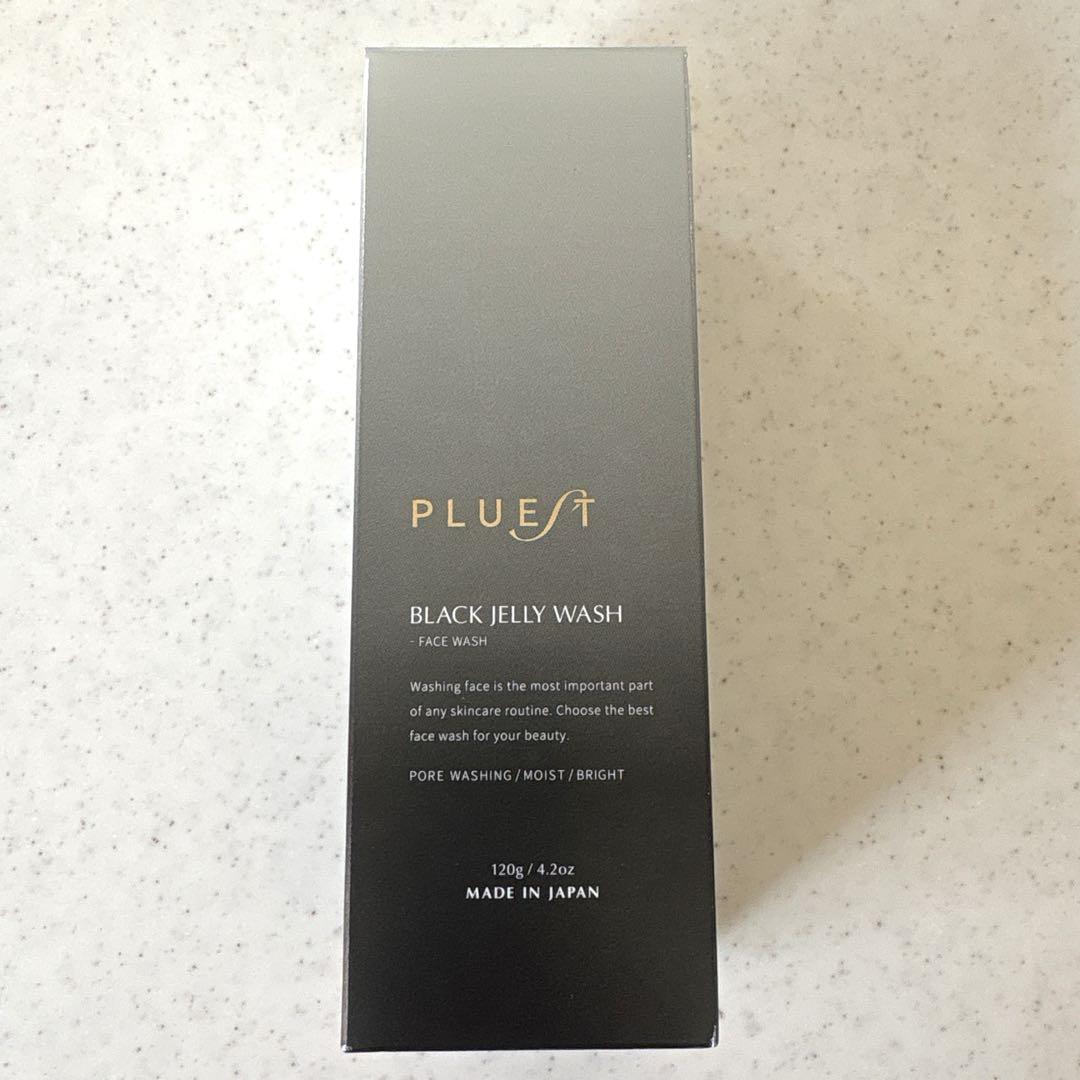 PLUEST
BLACK JELLY WASH
- FACE WASH
Washing face is the most important part
of any skincare routine. Choose the best
face wash for your beauty.
PORE WASHING / MOIST / BRIGHT
120g / 4.2oz
MADE IN JAPAN